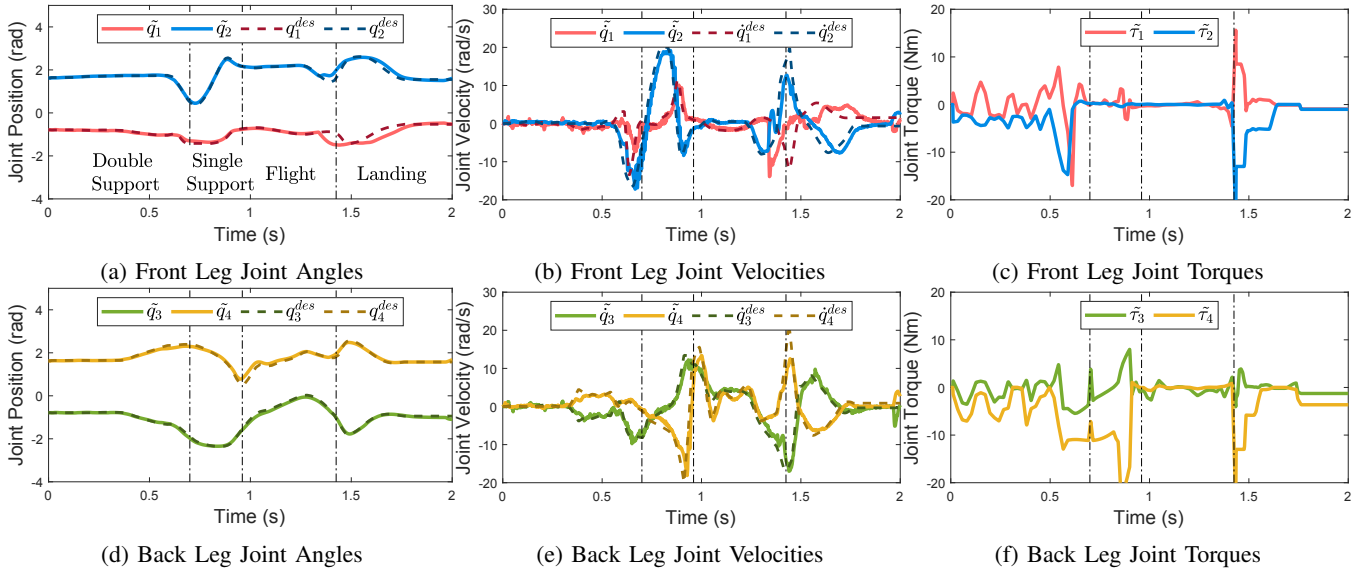 q̃₁ q̃₂ q₁ᵈᵉˢ q₂ᵈᵉˢ
Joint Position (rad)
4
2
0
-2
-4
Double Support
Single Support
Flight
Landing
0 0.5 1 1.5 2
Time (s)
(a) Front Leg Joint Angles
q̃̇₁ q̃̇₂ q̇₁ᵈᵉˢ q̇₂ᵈᵉˢ
Joint Velocity (rad/s)
30
20
10
0
-10
-20
0 0.5 1 1.5 2
Time (s)
(b) Front Leg Joint Velocities
τ̃₁ τ̃₂
Joint Torque (Nm)
20
10
0
-10
-20
0 0.5 1 1.5 2
Time (s)
(c) Front Leg Joint Torques
q̃₃ q̃₄ q₃ᵈᵉˢ q₄ᵈᵉˢ
Joint Position (rad)
4
2
0
-2
-4
0 0.5 1 1.5 2
Time (s)
(d) Back Leg Joint Angles
q̃̇₃ q̃̇₄ q̇₃ᵈᵉˢ q̇₄ᵈᵉˢ
Joint Velocity (rad/s)
30
20
10
0
-10
-20
0 0.5 1 1.5 2
Time (s)
(e) Back Leg Joint Velocities
τ̃₃ τ̃₄
Joint Torque (Nm)
20
10
0
-10
-20
0 0.5 1 1.5 2
Time (s)
(f) Back Leg Joint Torques